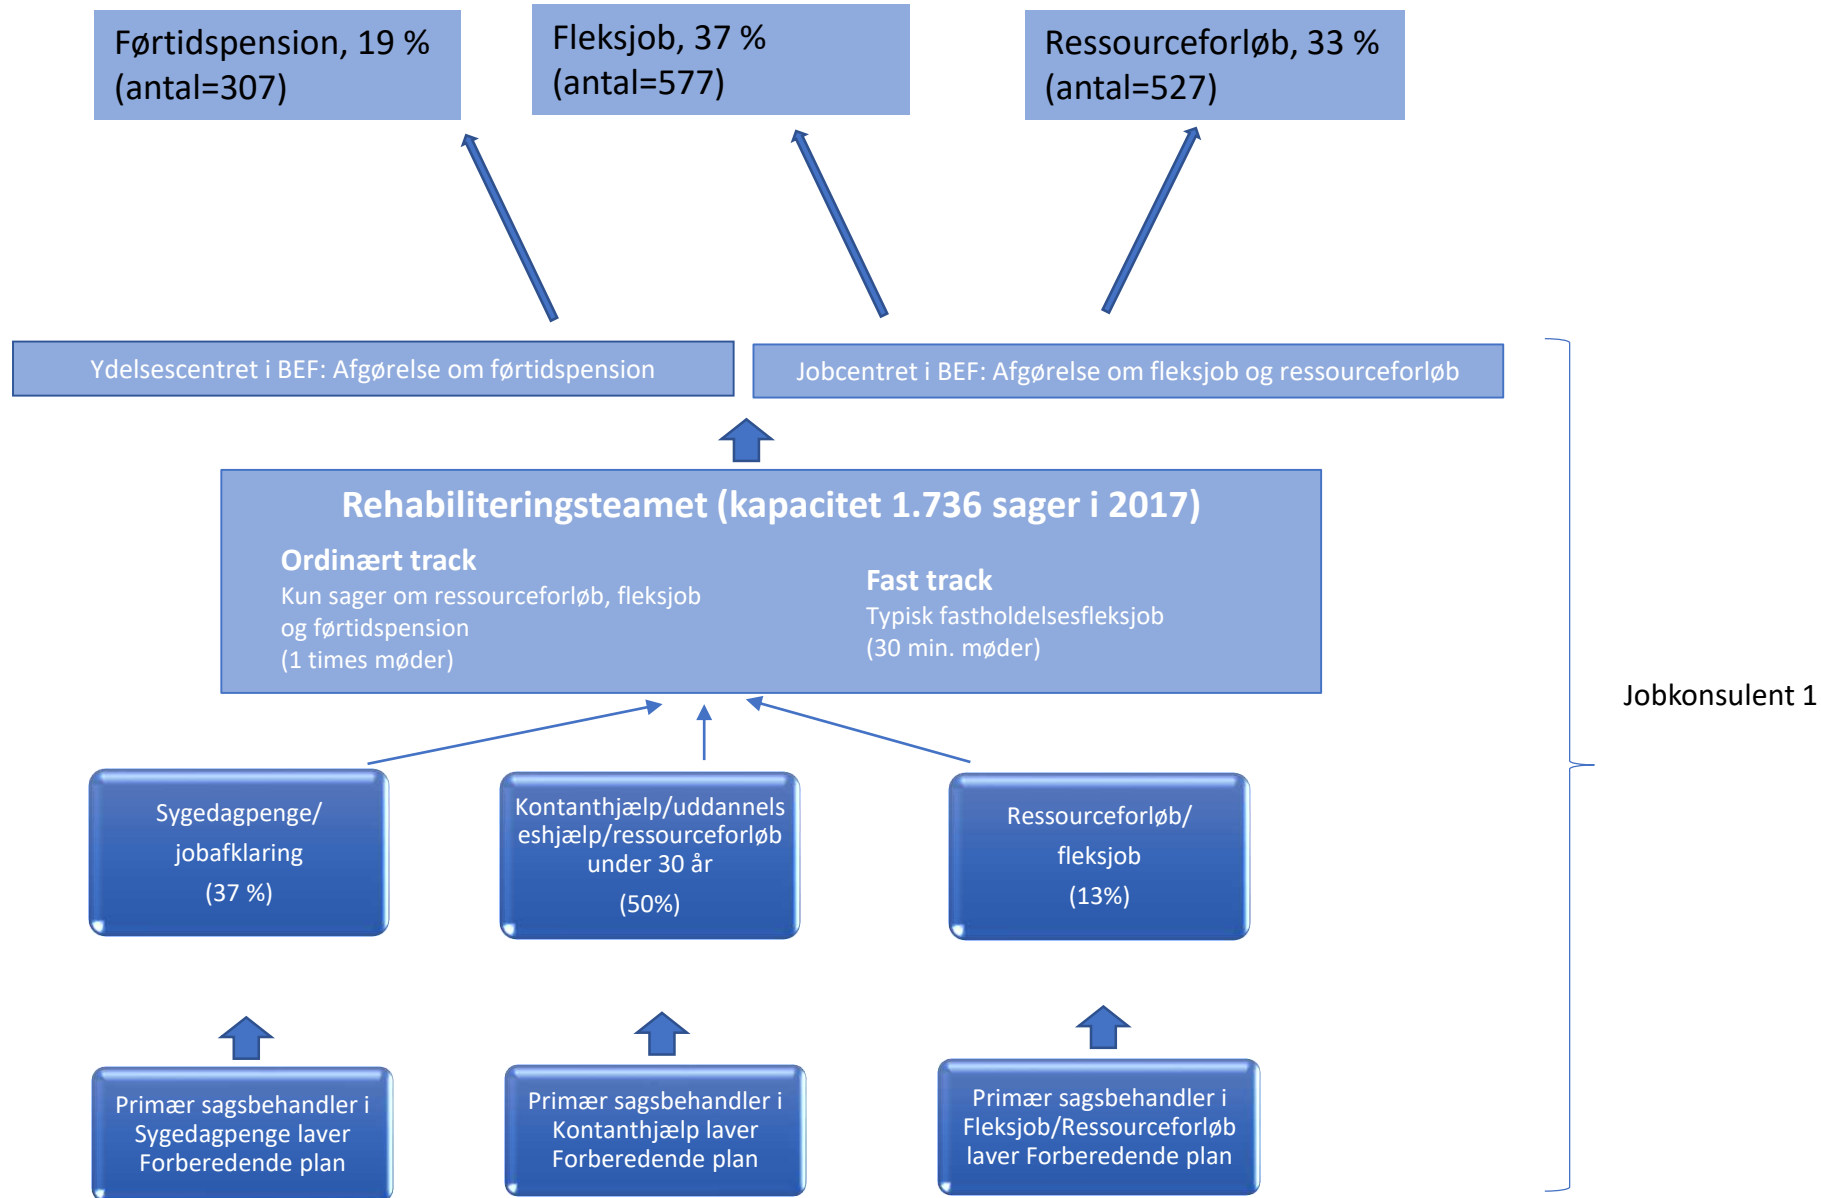 Førtidspension, 19 %
(antal=307)
Fleksjob, 37 %
(antal=577)
Ressourceforløb, 33 %
(antal=527)
Ydelsescentret i BEF: Afgørelse om førtidspension
Jobcentret i BEF: Afgørelse om fleksjob og ressourceforløb
Rehabiliteringsteamet (kapacitet 1.736 sager i 2017)
Ordinært track
Kun sager om ressourceforløb, fleksjob
og førtidspension
(1 times møder)
Fast track
Typisk fastholdelsesfleksjob
(30 min. møder)
Jobkonsulent 1
Sygedagpenge/
jobafklaring
(37 %)
Kontanthjælp/uddannels
eshjælp/ressourceforløb
under 30 år
(50%)
Ressourceforløb/
fleksjob
(13%)
Primær sagsbehandler i
Sygedagpenge laver
Forberedende plan
Primær sagsbehandler i
Kontanthjælp laver
Forberedende plan
Primær sagsbehandler i
Fleksjob/Ressourceforløb
laver Forberedende plan